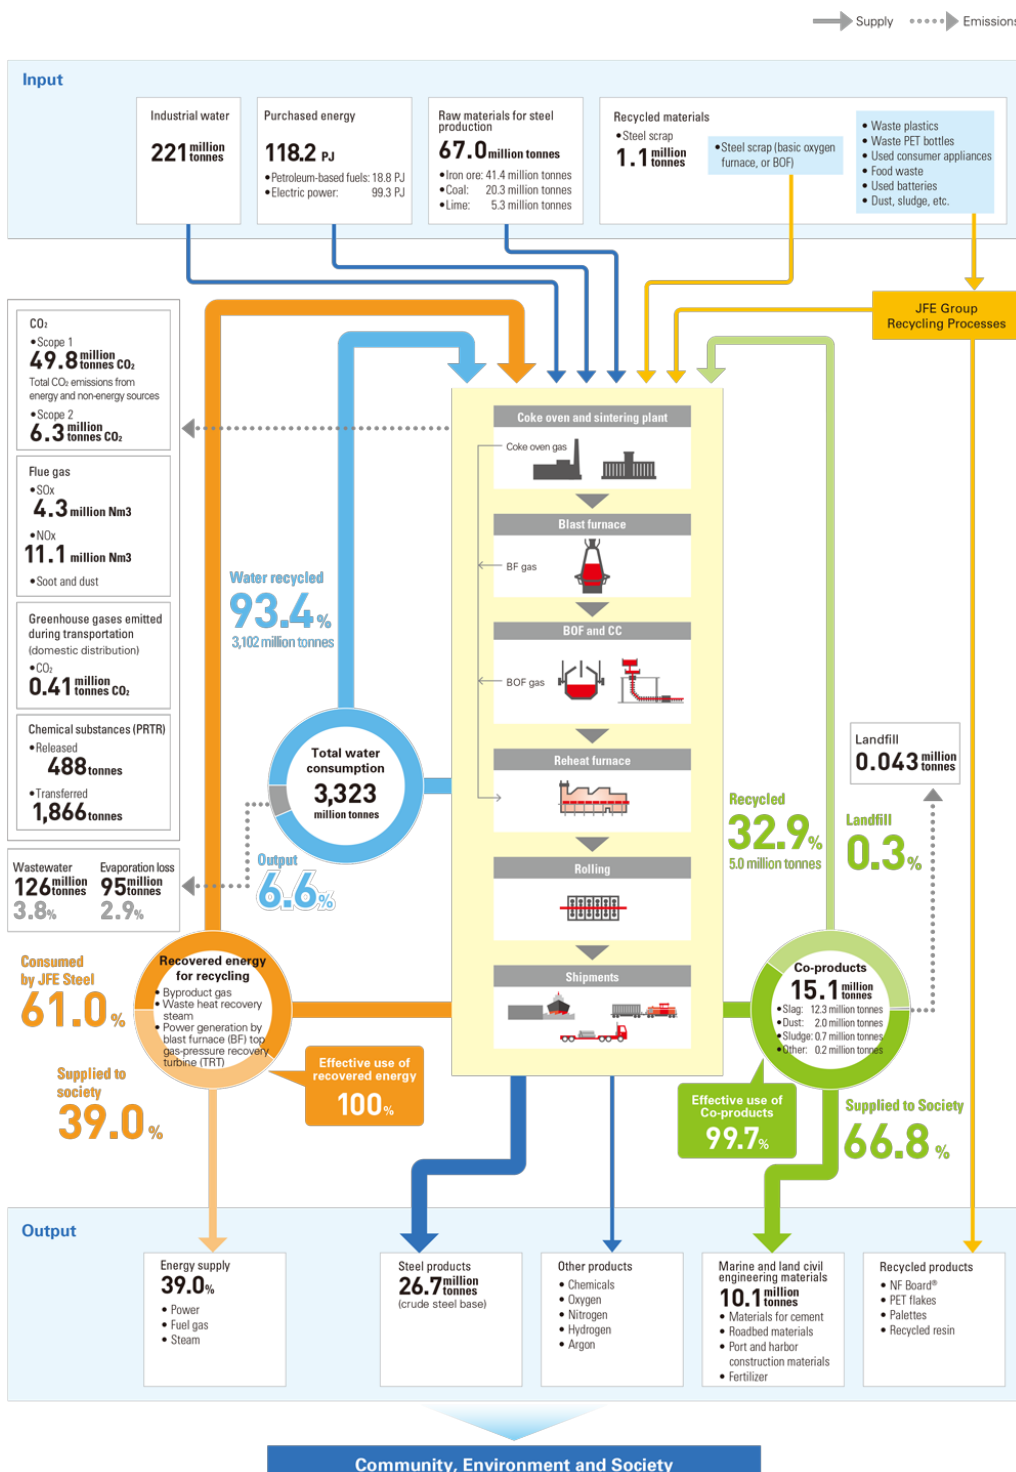 Supply
Emissions
Input
Industrial water
221 million tonnes
Purchased energy
118.2 PJ
•Petroleum-based fuels: 18.8 PJ
•Electric power: 99.3 PJ
Raw materials for steel
production
67.0 million tonnes
•Iron ore: 41.4 million tonnes
•Coal: 20.3 million tonnes
•Lime: 5.3 million tonnes
Recycled materials
•Steel scrap
1.1 million tonnes
•Steel scrap (basic oxygen
furnace, or BOF)
• Waste plastics
• Waste PET bottles
• Used consumer appliances
• Food waste
• Used batteries
• Dust, sludge, etc.
JFE Group
Recycling Processes
CO₂
•Scope 1
49.8 million tonnes CO₂
Total CO₂ emissions from
energy and non-energy sources
•Scope 2
6.3 million tonnes CO₂
Flue gas
•SOx
4.3 million Nm3
•NOx
11.1 million Nm3
•Soot and dust
Greenhouse gases emitted
during transportation
(domestic distribution)
•CO₂
0.41 million tonnes CO₂
Chemical substances (PRTR)
•Released
488 tonnes
•Transferred
1,866 tonnes
Wastewater
126 million tonnes
3.8%
Evaporation loss
95 million tonnes
2.9%
Water recycled
93.4%
3,102 million tonnes
Total water
consumption
3,323
million tonnes
Output
6.6%
Coke oven and sintering plant
Coke oven gas
Blast furnace
BF gas
BOF and CC
BOF gas
Reheat furnace
Rolling
Shipments
Recycled
32.9%
5.0 million tonnes
Landfill
0.3%
Landfill
0.043 million tonnes
Consumed
by JFE Steel
61.0%
Recovered energy
for recycling
• Byproduct gas
• Waste heat recovery
steam
• Power generation by
blast furnace (BF) top
gas-pressure recovery
turbine (TRT)
Supplied to
society
39.0%
Effective use of
recovered energy
100%
Co-products
15.1 million tonnes
•Slag: 12.3 million tonnes
•Dust: 2.0 million tonnes
•Sludge: 0.7 million tonnes
•Other: 0.2 million tonnes
Effective use of
Co-products
99.7%
Supplied to Society
66.8%
Output
Energy supply
39.0%
• Power
• Fuel gas
• Steam
Steel products
26.7 million tonnes
(crude steel base)
Other products
• Chemicals
• Oxygen
• Nitrogen
• Hydrogen
• Argon
Marine and land civil
engineering materials
10.1 million tonnes
• Materials for cement
• Roadbed materials
• Port and harbor
construction materials
• Fertilizer
Recycled products
• NF Board®
• PET flakes
• Palettes
• Recycled resin
Community, Environment and Society